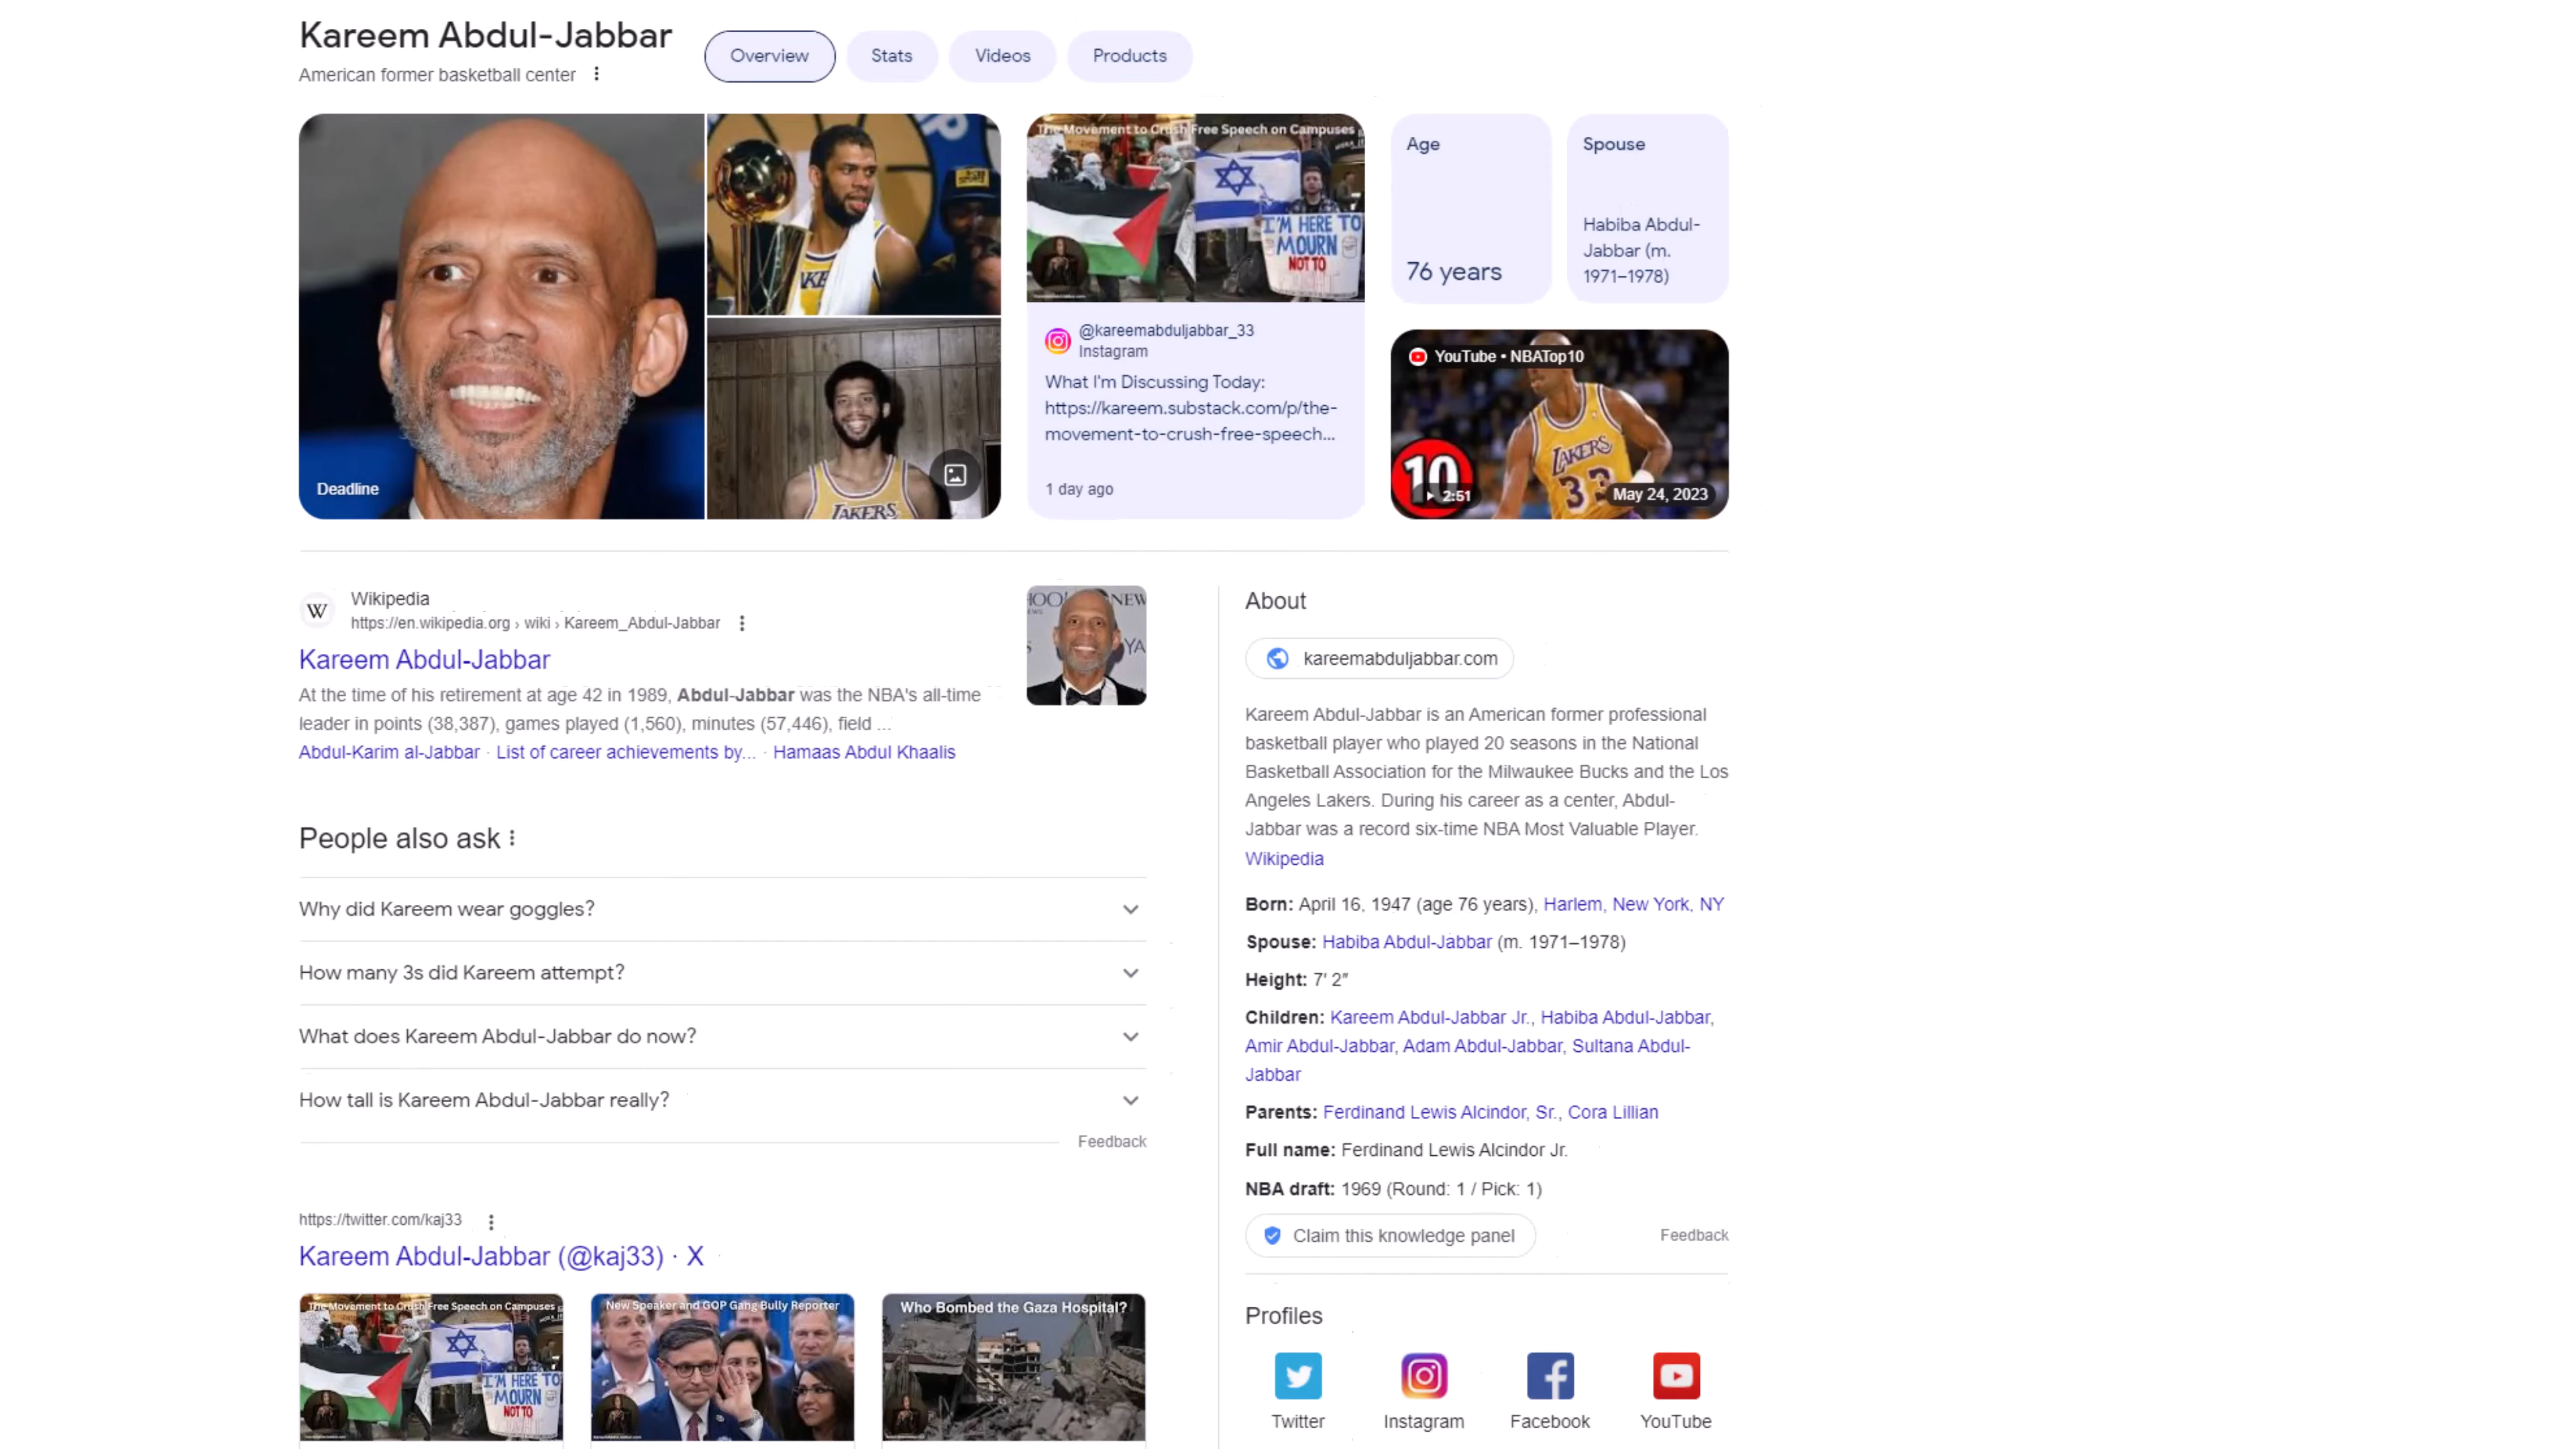 Kareem Abdul-Jabbar
American former basketball center
Overview
Stats
Videos
Products
Deadline
The Movement to Crush Free Speech on Campuses
I'M HERE TO
MOURN
NOT TO
@kareemabduljabbar_33
Instagram
What I'm Discussing Today:
https://kareem.substack.com/p/the-
movement-to-crush-free-speech...
1 day ago
Age
76 years
Spouse
Habiba Abdul-
Jabbar (m.
1971–1978)
YouTube • NBATop10
LAKERS
33
10
2:51
May 24, 2023
LAKERS
Wikipedia
https://en.wikipedia.org › wiki › Kareem_Abdul-Jabbar
Kareem Abdul-Jabbar
At the time of his retirement at age 42 in 1989, Abdul-Jabbar was the NBA's all-time
leader in points (38,387), games played (1,560), minutes (57,446), field ...
Abdul-Karim al-Jabbar · List of career achievements by... · Hamaas Abdul Khaalis
People also ask
Why did Kareem wear goggles?
How many 3s did Kareem attempt?
What does Kareem Abdul-Jabbar do now?
How tall is Kareem Abdul-Jabbar really?
Feedback
https://twitter.com/kaj33
Kareem Abdul-Jabbar (@kaj33) · X
The Movement to Crush Free Speech on Campuses
I'M HERE TO
MOURN
NOT TO
New Speaker and GOP Gang Bully Reporter
Who Bombed the Gaza Hospital?
About
kareemabduljabbar.com
Kareem Abdul-Jabbar is an American former professional
basketball player who played 20 seasons in the National
Basketball Association for the Milwaukee Bucks and the Los
Angeles Lakers. During his career as a center, Abdul-
Jabbar was a record six-time NBA Most Valuable Player.
Wikipedia
Born: April 16, 1947 (age 76 years), Harlem, New York, NY
Spouse: Habiba Abdul-Jabbar (m. 1971–1978)
Height: 7′ 2″
Children: Kareem Abdul-Jabbar Jr., Habiba Abdul-Jabbar,
Amir Abdul-Jabbar, Adam Abdul-Jabbar, Sultana Abdul-
Jabbar
Parents: Ferdinand Lewis Alcindor, Sr., Cora Lillian
Full name: Ferdinand Lewis Alcindor Jr.
NBA draft: 1969 (Round: 1 / Pick: 1)
Claim this knowledge panel
Feedback
Profiles
Twitter
Instagram
Facebook
YouTube